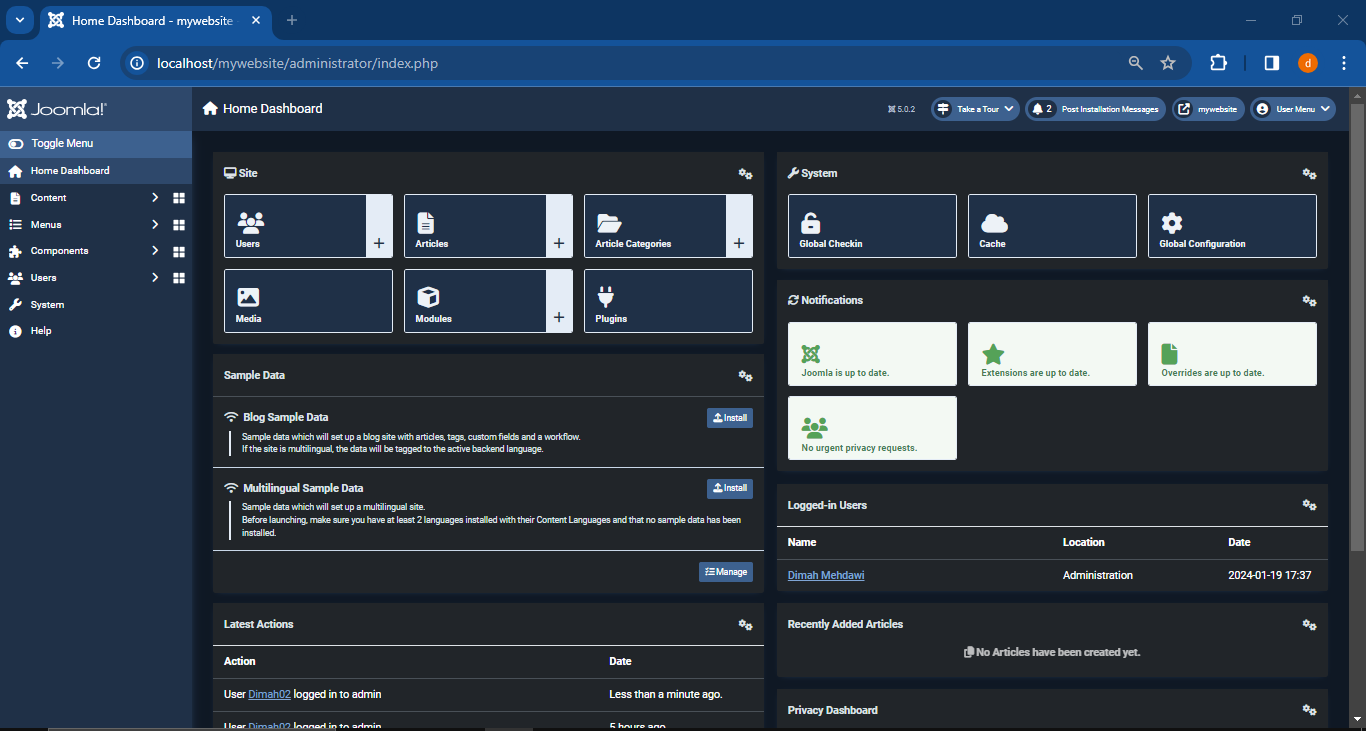 Home Dashboard - mywebsite
localhost/mywebsite/administrator/index.php
d
Joomla!
Home Dashboard
5.0.2
Take a Tour
2 Post Installation Messages
mywebsite
User Menu
Toggle Menu
Home Dashboard
Content
Menus
Components
Users
System
Help
Site
Users
Articles
Article Categories
Media
Modules
Plugins
Sample Data
Blog Sample Data
Install
Sample data which will set up a blog site with articles, tags, custom fields and a workflow.
If the site is multilingual, the data will be tagged to the active backend language.
Multilingual Sample Data
Install
Sample data which will set up a multilingual site.
Before launching, make sure you have at least 2 languages installed with their Content Languages and that no sample data has been
installed.
Manage
Latest Actions
Action Date
User Dimah02 logged in to admin Less than a minute ago.
User Dimah02 logged in to admin 5 hours ago
System
Global Checkin
Cache
Global Configuration
Notifications
Joomla is up to date.
Extensions are up to date.
Overrides are up to date.
No urgent privacy requests.
Logged-in Users
Name Location Date
Dimah Mehdawi Administration 2024-01-19 17:37
Recently Added Articles
No Articles have been created yet.
Privacy Dashboard